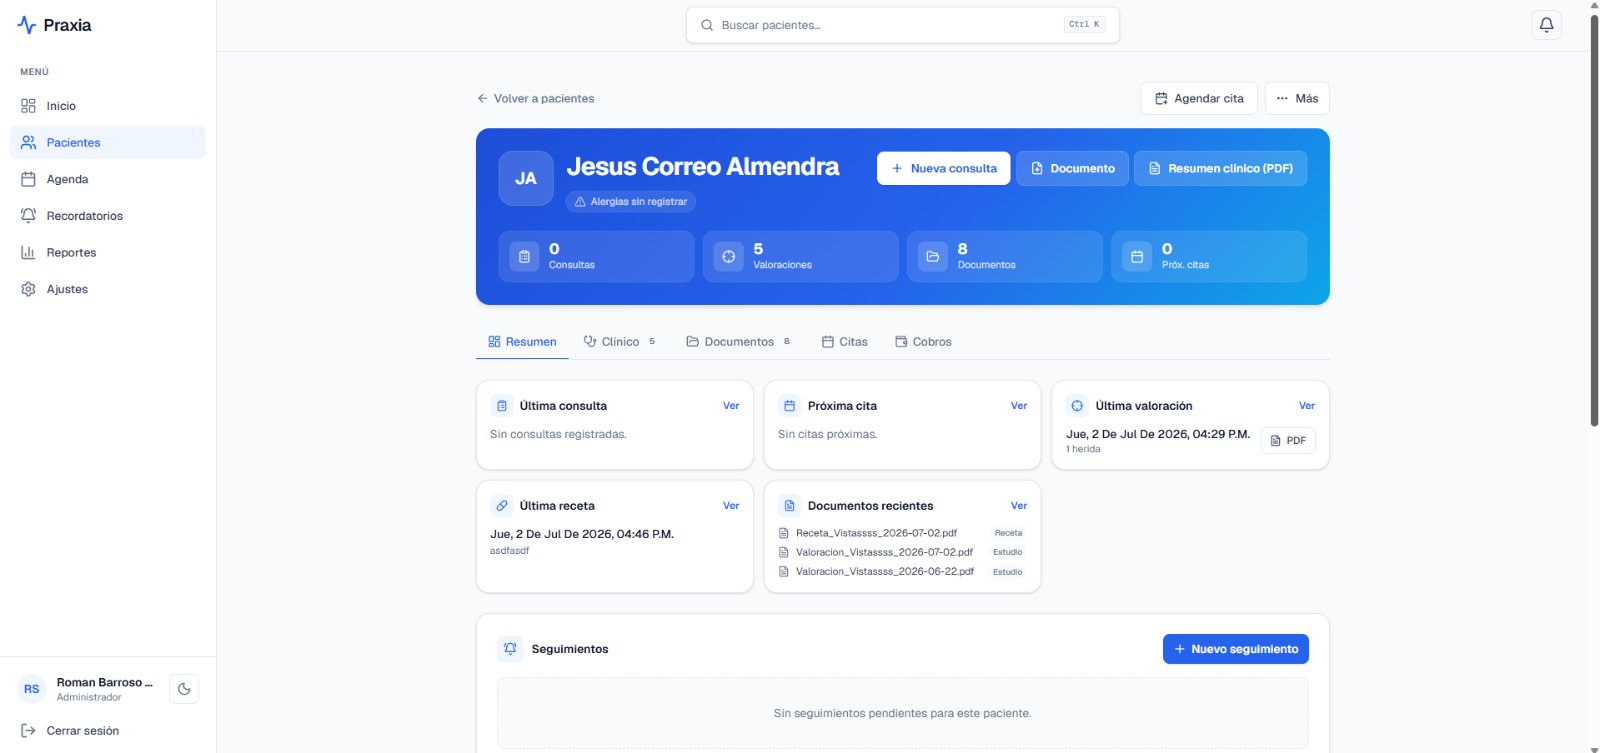 Praxia
Buscar pacientes...
Ctrl K
MENÚ
Inicio
Pacientes
Agenda
Recordatorios
Reportes
Ajustes
Volver a pacientes
Agendar cita
Más
JA
Jesus Correo Almendra
Alergias sin registrar
Nueva consulta
Documento
Resumen clínico (PDF)
0
Consultas
5
Valoraciones
8
Documentos
0
Próx. citas
Resumen
Clínico 5
Documentos 8
Citas
Cobros
Última consulta
Ver
Sin consultas registradas.
Próxima cita
Ver
Sin citas próximas.
Última valoración
Ver
Jue, 2 De Jul De 2026, 04:29 P.M.
1 herida
PDF
Última receta
Ver
Jue, 2 De Jul De 2026, 04:46 P.M.
asdfasdf
Documentos recientes
Ver
Receta_Vistassss_2026-07-02.pdf
Receta
Valoracion_Vistassss_2026-07-02.pdf
Estudio
Valoracion_Vistassss_2026-06-22.pdf
Estudio
Seguimientos
Nuevo seguimiento
Sin seguimientos pendientes para este paciente.
RS
Roman Barroso ...
Administrador
Cerrar sesión